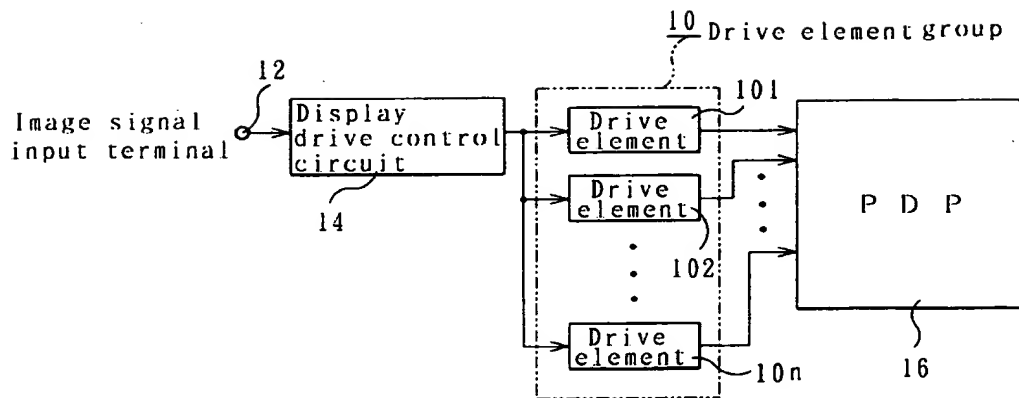 10 Drive element group
12
101
Image signal
input terminal
Display
drive control
circuit
14
Drive
element
Drive
element
102
Drive
element
10n
P D P
16